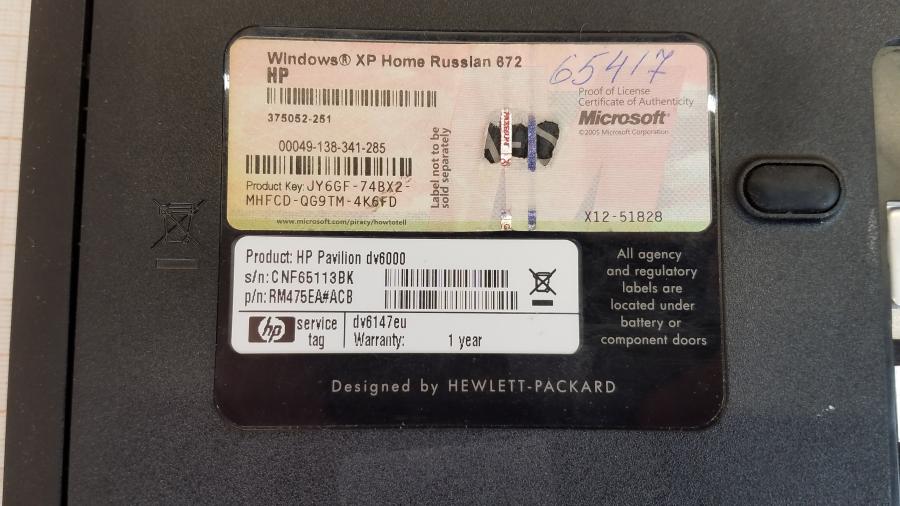 Windows® XP Home Russian 672
HP
65417
375052-251
Proof of License
Certificate of Authenticity
Microsoft®
©2005 Microsoft Corporation
00049-138-341-285
Label not to be
sold separately
Product Key: JY6GF-74BX2-
MHFCD-QG9TM-4K6FD
www.microsoft.com/piracy/howtotell
X12-51828
Product: HP Pavilion dv6000
s/n: CNF65113BK
p/n: RM475EA#ACB
hp service
tag
dv6147eu
Warranty: 1 year
All agency
and regulatory
labels are
located under
battery or
component doors
Designed by HEWLETT-PACKARD